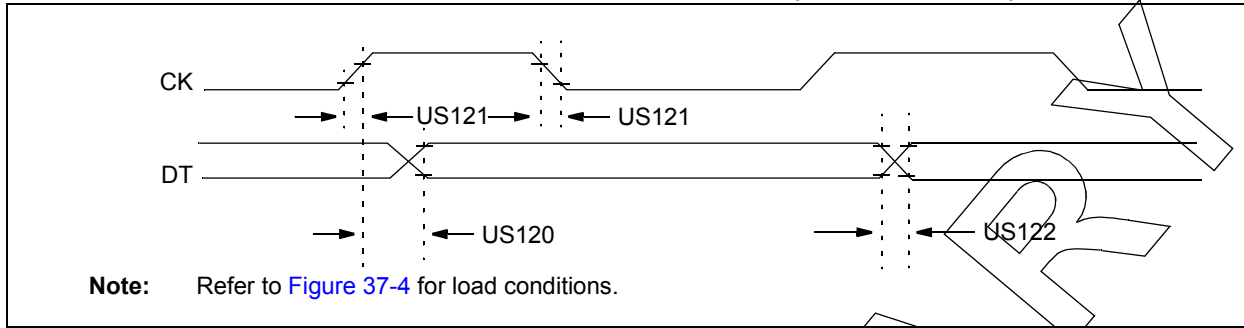 CK
US121 US121
DT
US120
US122
Note: Refer to Figure 37-4 for load conditions.
R Y